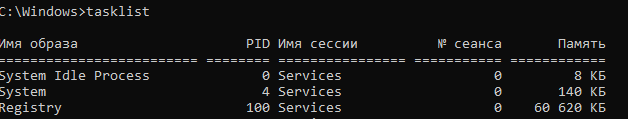 C:\Windows>tasklist
Имя образа                     PID Имя сессии          № сеанса       Память
========================= ======== ================ =========== ============
System Idle Process              0 Services                   0         8 КБ
System                           4 Services                   0       140 КБ
Registry                       100 Services                   0    60 620 КБ